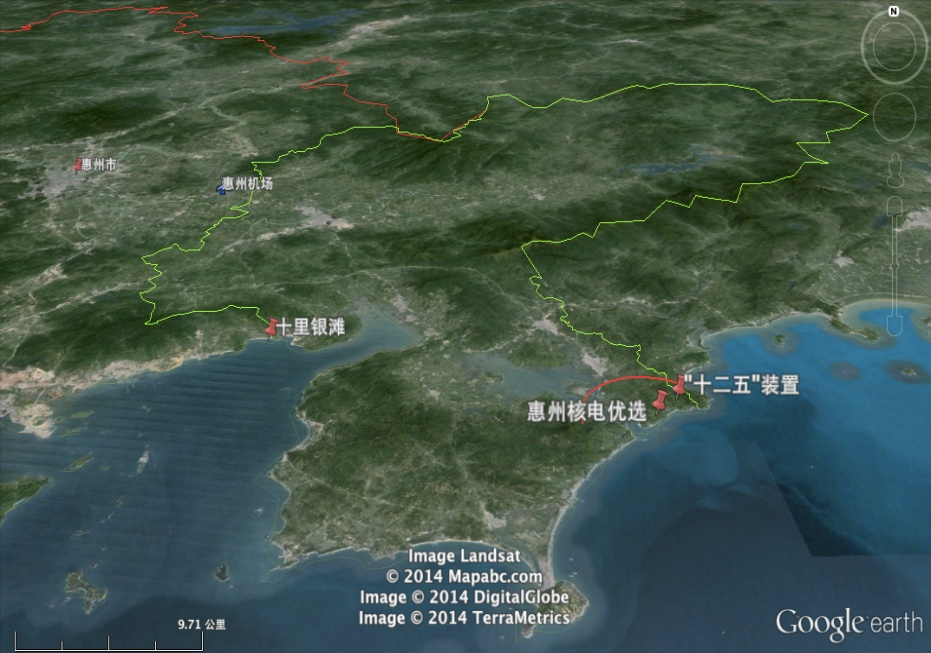 N
惠州市
惠州机场
十里银滩
"十二五"装置
惠州核电优选
Image Landsat
© 2014 Mapabc.com
Image © 2014 DigitalGlobe
Image © 2014 TerraMetrics
9.71 公里
Google earth